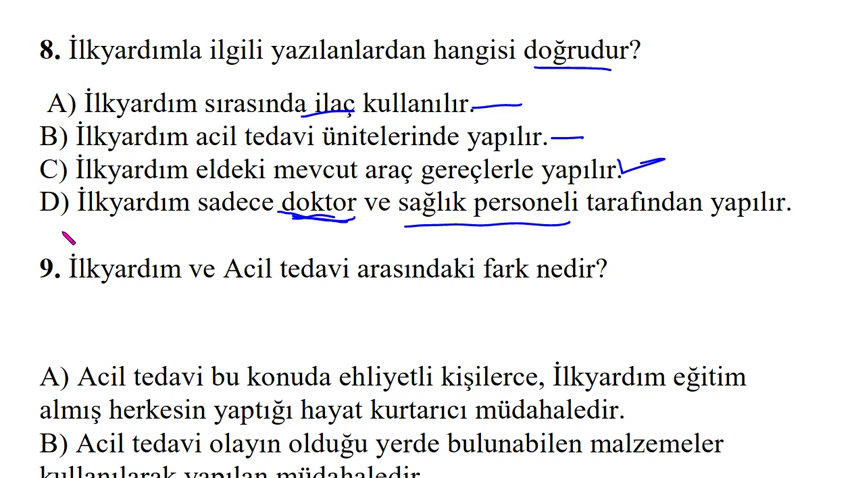 8. İlkyardımla ilgili yazılanlardan hangisi doğrudur?
A) İlkyardım sırasında ilaç kullanılır.
B) İlkyardım acil tedavi ünitelerinde yapılır.
C) İlkyardım eldeki mevcut araç gereçlerle yapılır.
D) İlkyardım sadece doktor ve sağlık personeli tarafından yapılır.
9. İlkyardım ve Acil tedavi arasındaki fark nedir?
A) Acil tedavi bu konuda ehliyetli kişilerce, İlkyardım eğitim
almış herkesin yaptığı hayat kurtarıcı müdahaledir.
B) Acil tedavi olayın olduğu yerde bulunabilen malzemeler
kullanılarak yapılan müdahaledir.